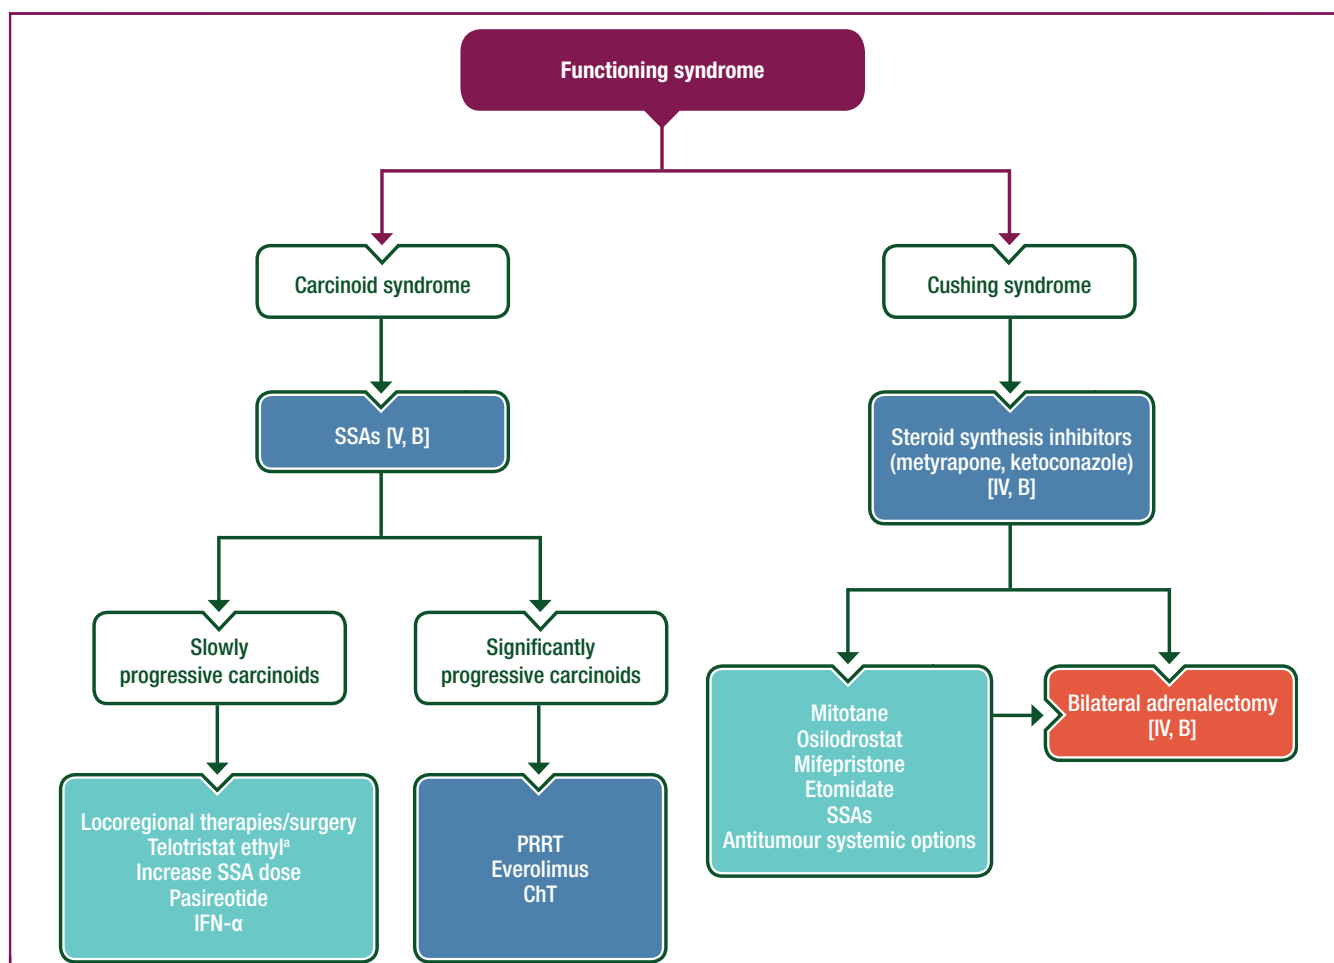 Functioning syndrome
Carcinoid syndrome
Cushing syndrome
SSAs [V, B]
Steroid synthesis inhibitors
(metyrapone, ketoconazole)
[IV, B]
Slowly
progressive carcinoids
Significantly
progressive carcinoids
Mitotane
Osilodrostat
Mifepristone
Etomidate
SSAs
Antitumour systemic options
Bilateral adrenalectomy
[IV, B]
Locoregional therapies/surgery
Telotristat ethylᵃ
Increase SSA dose
Pasireotide
IFN-α
PRRT
Everolimus
ChT